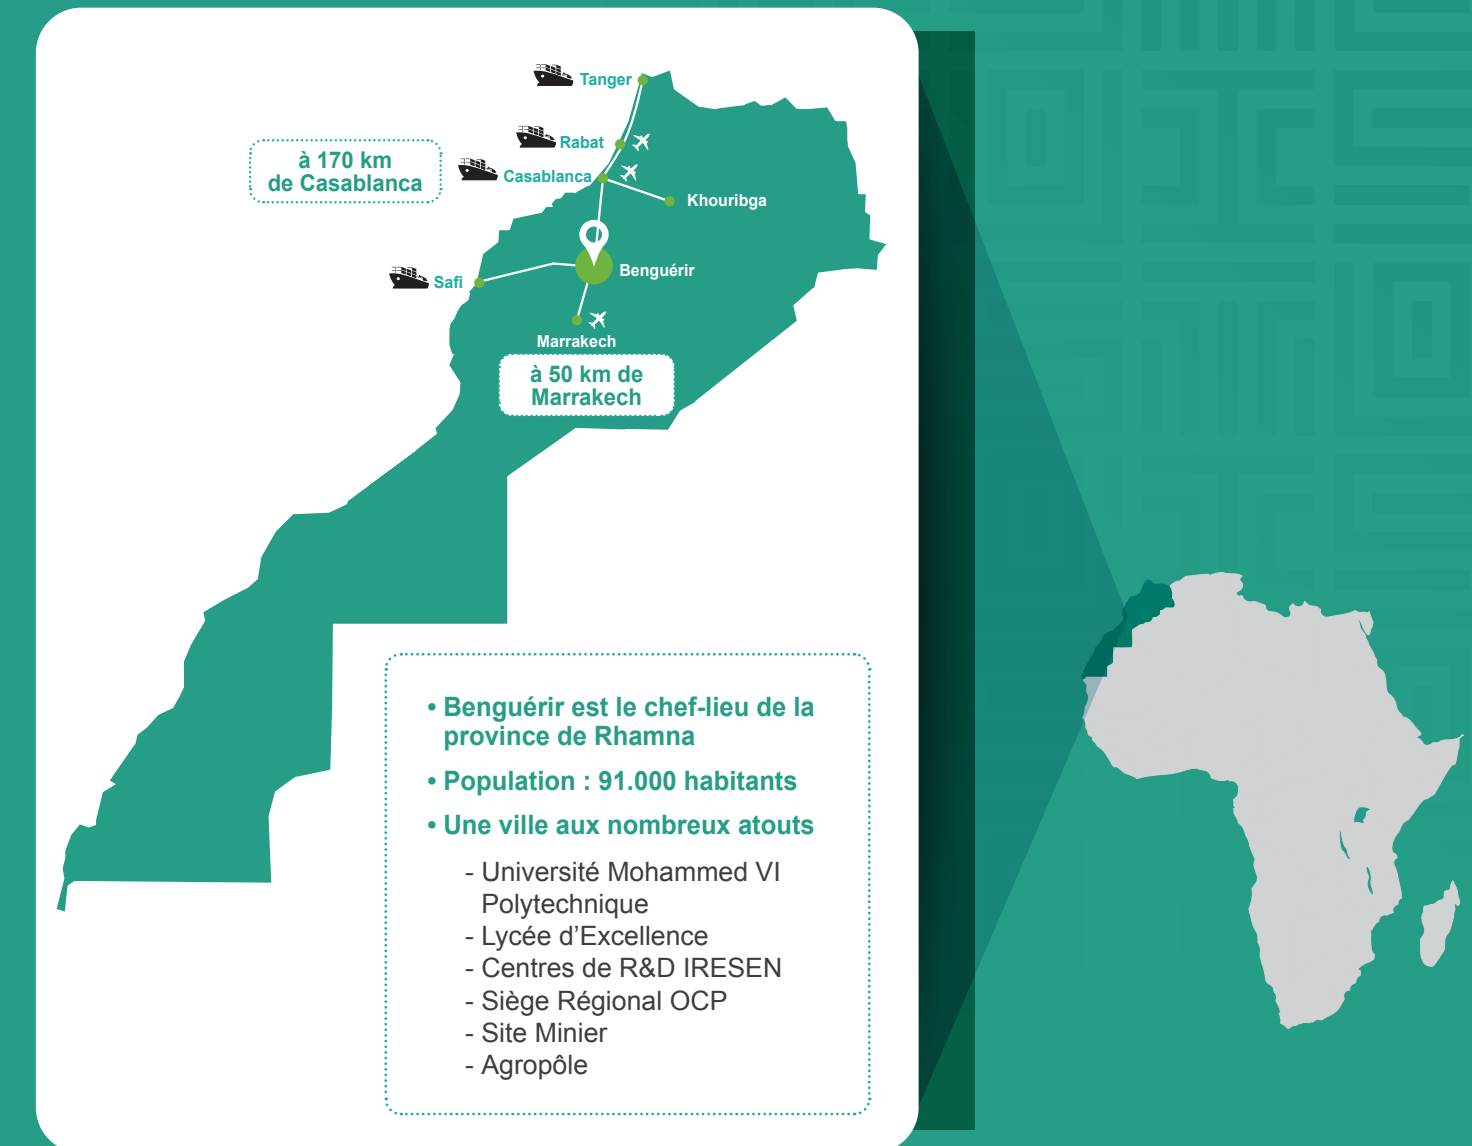 Tanger
Rabat
à 170 km
de Casablanca
Casablanca
Khouribga
Benguérir
Safi
Marrakech
à 50 km de
Marrakech
• Benguérir est le chef-lieu de la
province de Rhamna
• Population : 91.000 habitants
• Une ville aux nombreux atouts
- Université Mohammed VI
Polytechnique
- Lycée d’Excellence
- Centres de R&D IRESEN
- Siège Régional OCP
- Site Minier
- Agropôle